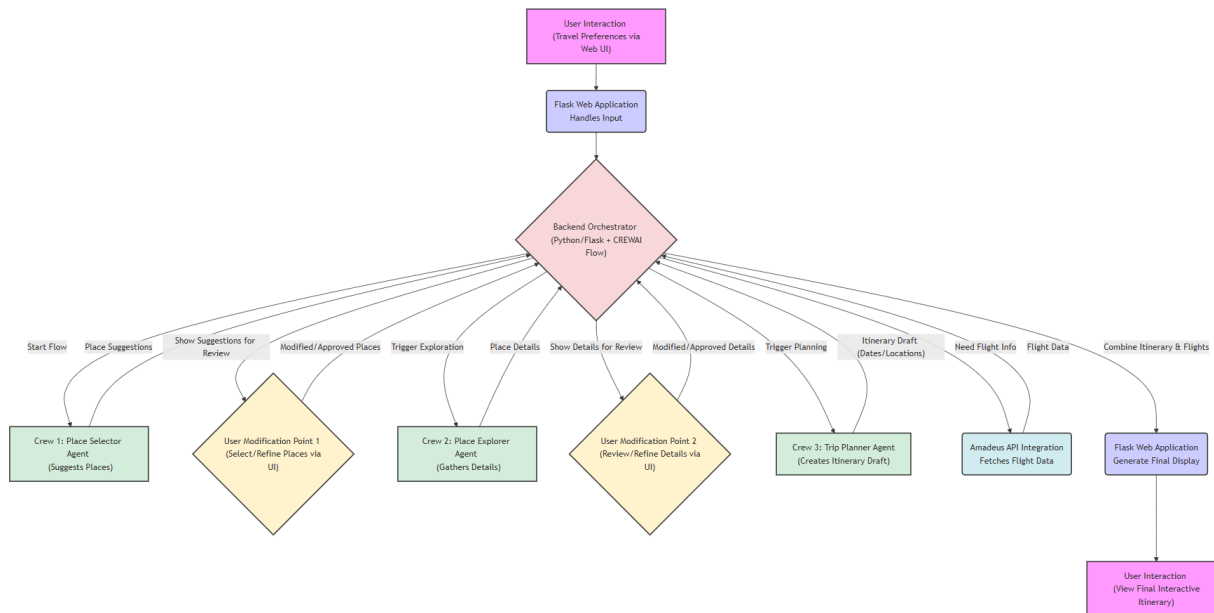 User Interaction
(Travel Preferences via
Web UI)
Flask Web Application
Handles Input
Backend Orchestrator
(Python/Flask + CREWAI
Flow)
Start Flow
Place Suggestions
Show Suggestions for
Review
Modified/Approved Places
Trigger Exploration
Place Details
Show Details for Review
Modified/Approved Details
Trigger Planning
Itinerary Draft
(Dates/Locations)
Need Flight Info
Flight Data
Combine Itinerary & Flights
Crew 1: Place Selector
Agent
(Suggests Places)
User Modification Point 1
(Select/Refine Places via
UI)
Crew 2: Place Explorer
Agent
(Gathers Details)
User Modification Point 2
(Review/Refine Details via
UI)
Crew 3: Trip Planner Agent
(Creates Itinerary Draft)
Amadeus API Integration
Fetches Flight Data
Flask Web Application
Generate Final Display
User Interaction
(View Final Interactive
Itinerary)